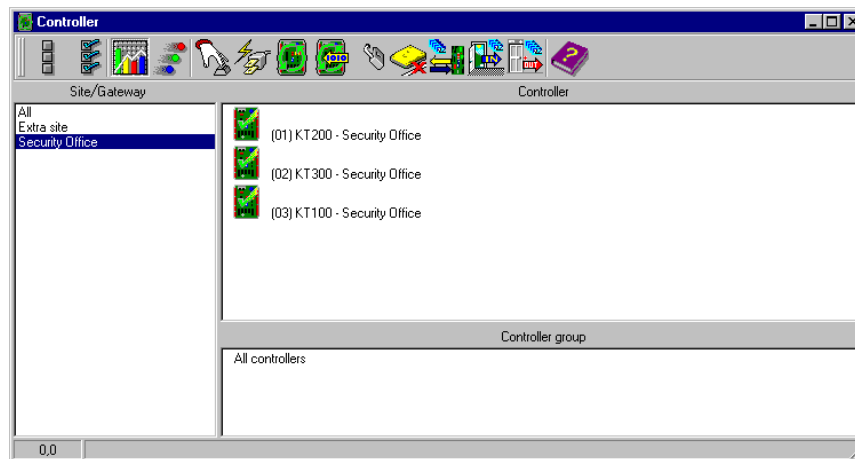 Controller
Site/Gateway
Controller
All
Extra site
Security Office
(01) KT200 - Security Office
(02) KT300 - Security Office
(03) KT100 - Security Office
Controller group
All controllers
0,0